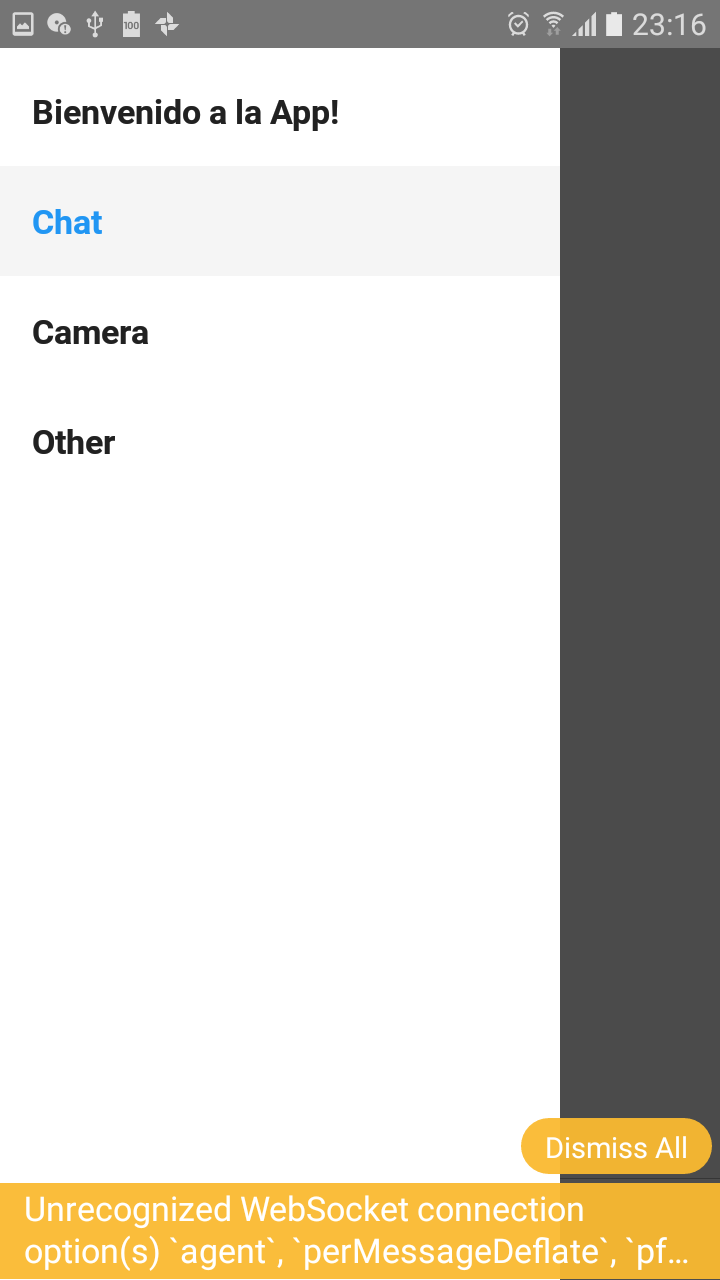 100
23:16
Bienvenido a la App!
Chat
Camera
Other
Dismiss All
Unrecognized WebSocket connection
option(s) `agent`, `perMessageDeflate`, `pf...